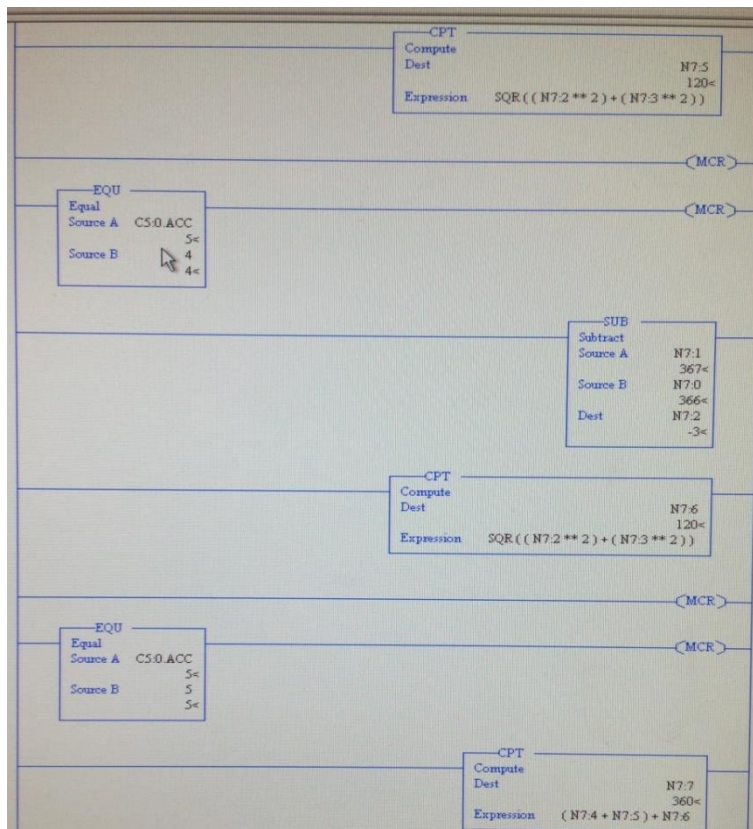 CPT
Compute
Dest N7:5
120<
Expression SQR ( ( N7:2 ** 2 ) + ( N7:3 ** 2 ) )
MCR
EQU
Equal
Source A C5:0.ACC
5<
Source B 4
4<
MCR
SUB
Subtract
Source A N7:1
367<
Source B N7:0
366<
Dest N7:2
-3<
CPT
Compute
Dest N7:6
120<
Expression SQR ( ( N7:2 ** 2 ) + ( N7:3 ** 2 ) )
MCR
EQU
Equal
Source A C5:0.ACC
5<
Source B 5
5<
MCR
CPT
Compute
Dest N7:7
360<
Expression ( N7:4 + N7:5 ) + N7:6